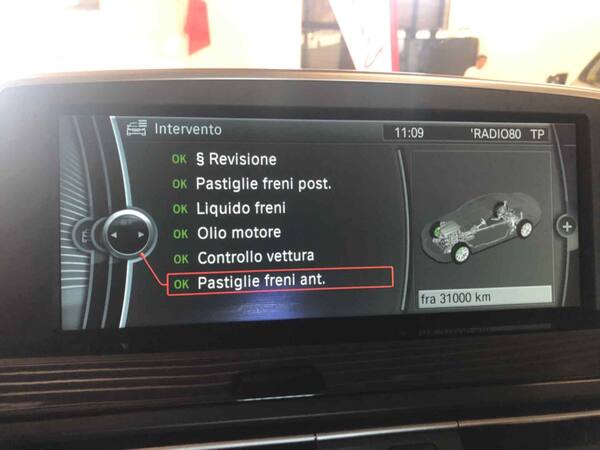 Intervento
11:09
'RADIO80 TP
OK § Revisione
OK Pastiglie freni post.
OK Liquido freni
OK Olio motore
OK Controllo vettura
OK Pastiglie freni ant.
fra 31000 km